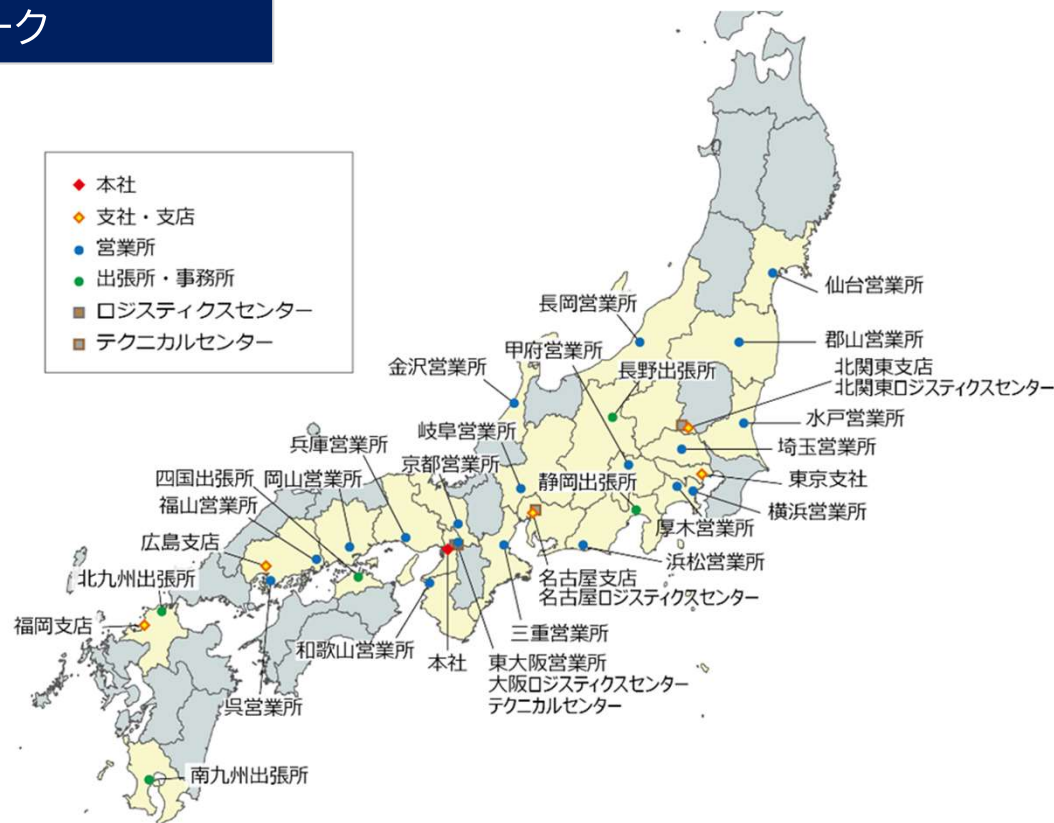 ーク
本社
支社・支店
営業所
出張所・事務所
ロジスティクスセンター
テクニカルセンター
仙台営業所
長岡営業所
郡山営業所
甲府営業所
北関東支店
北関東ロジスティクスセンター
長野出張所
金沢営業所
水戸営業所
岐阜営業所
兵庫営業所
埼玉営業所
京都営業所
四国出張所
岡山営業所
静岡出張所
東京支社
福山営業所
横浜営業所
厚木営業所
広島支店
浜松営業所
北九州出張所
名古屋支店
名古屋ロジスティクスセンター
福岡支店
三重営業所
和歌山営業所
本社
東大阪営業所
大阪ロジスティクスセンター
テクニカルセンター
呉営業所
南九州出張所